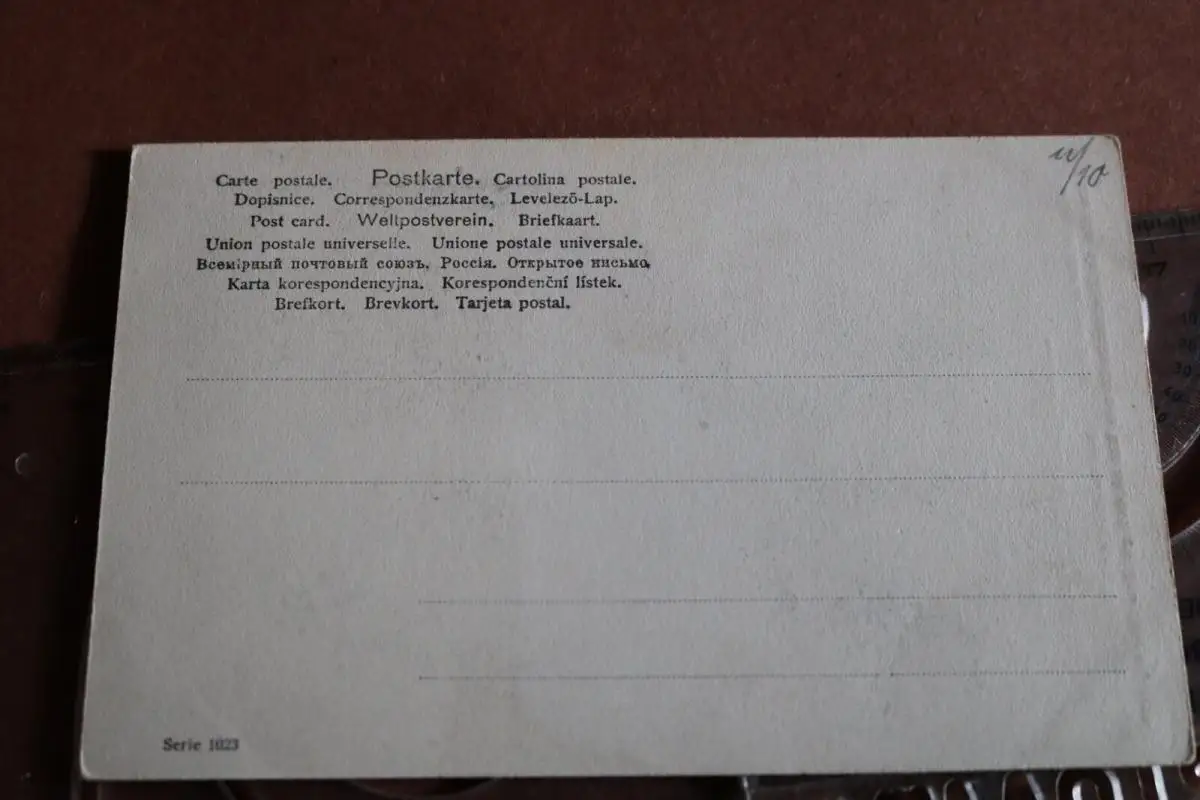 Carte postale. Postkarte. Cartolina postale.
Dopisnice. Correspondenzkarte. Levelező-Lap.
Post card. Weltpostverein. Briefkaart.
Union postale universelle. Unione postale universale.
Всемірный почтовый союзъ. Россія. Открытое письмо.
Karta korespondencyjna. Korespondenční lístek.
Brefkort. Brevkort. Tarjeta postal.
Serie 1023